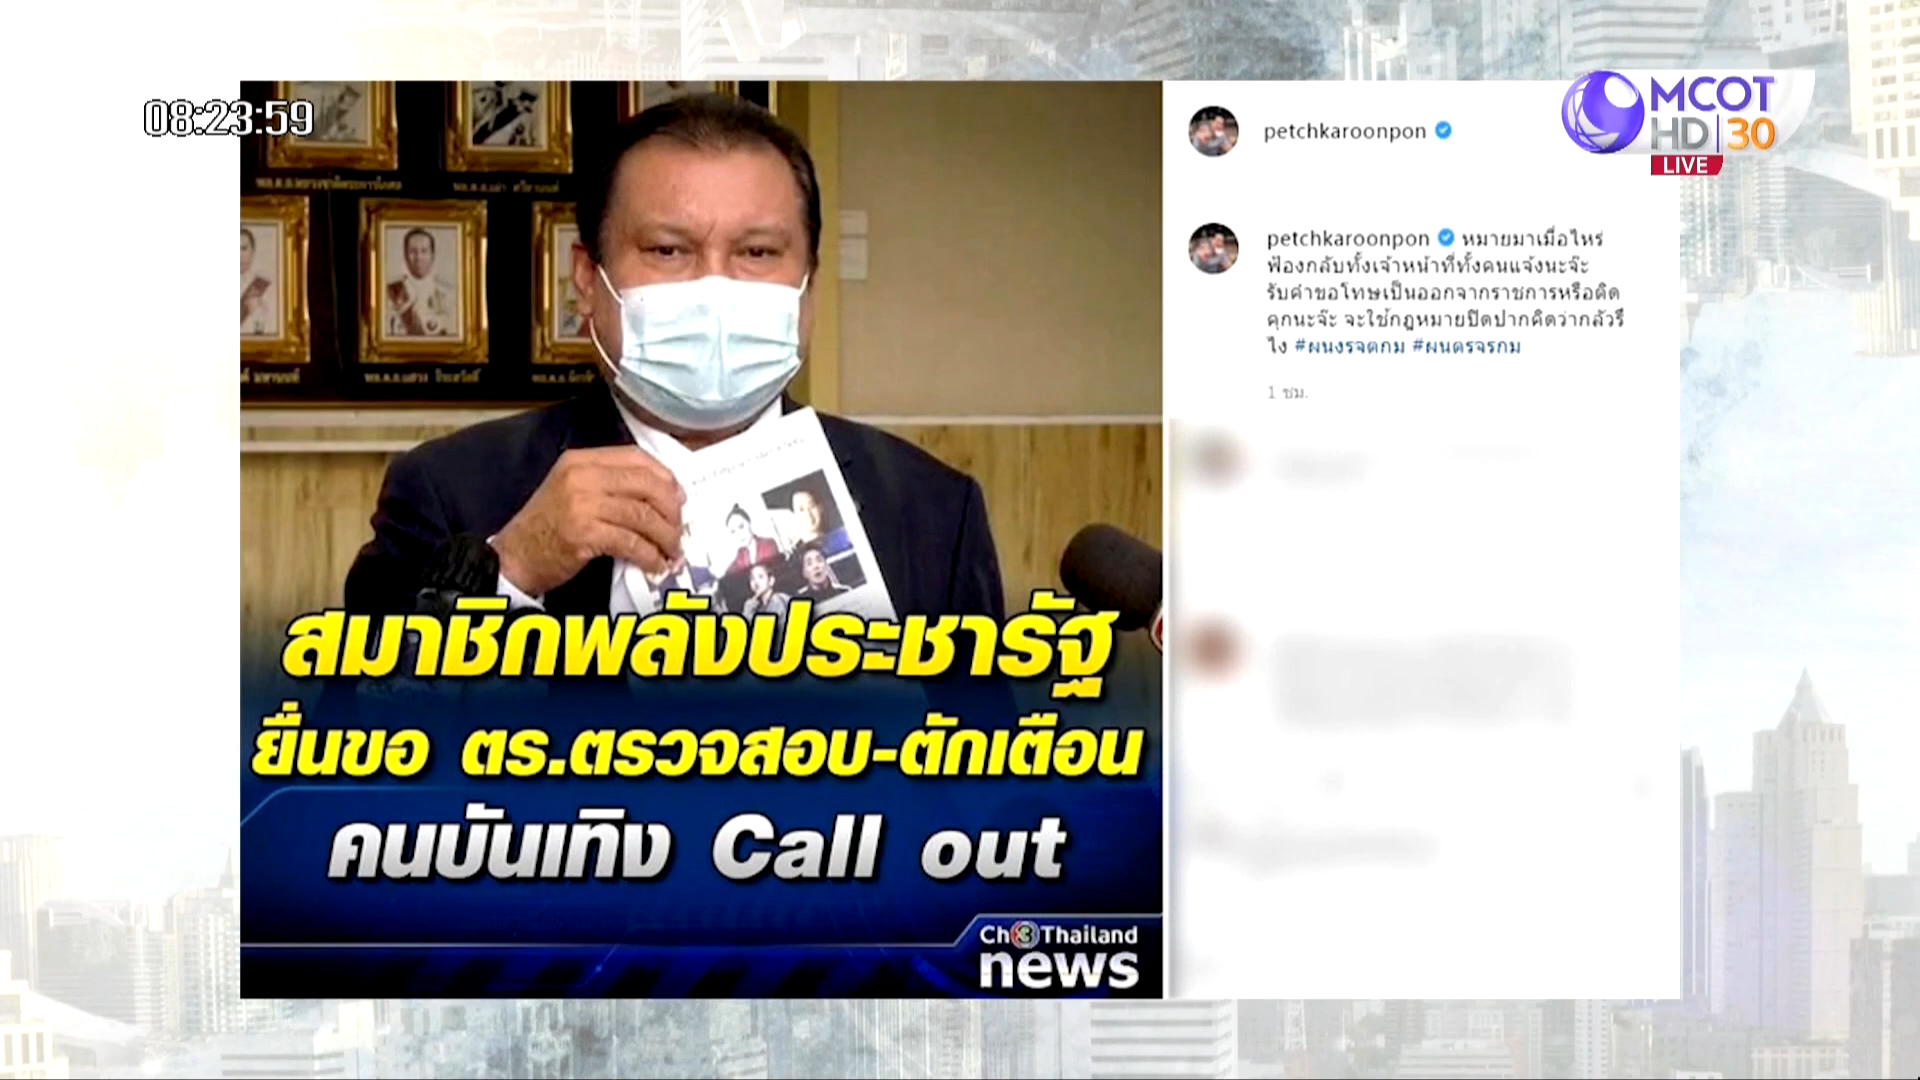 08:23:59
MCOT
HD 30
LIVE
petchkaroonpon
petchkaroonpon หมายมาเมื่อไหร่
ฟ้องกลับทั้งเจ้าหน้าที่ทั้งคนแจ้งนะจ๊ะ
รับคำขอโทษเป็นออกจากราชการหรือติด
คุกนะจ๊ะ จะใช้กฎหมายปิดปากคิดว่ากลัวรึ
ไง #ผนงรจตกม #ผนดรจรกม
1 ชม.
สมาชิกพลังประชารัฐ
ยื่นขอ ตร.ตรวจสอบ-ตักเตือน
คนบันเทิง Call out
Ch3Thailand
news